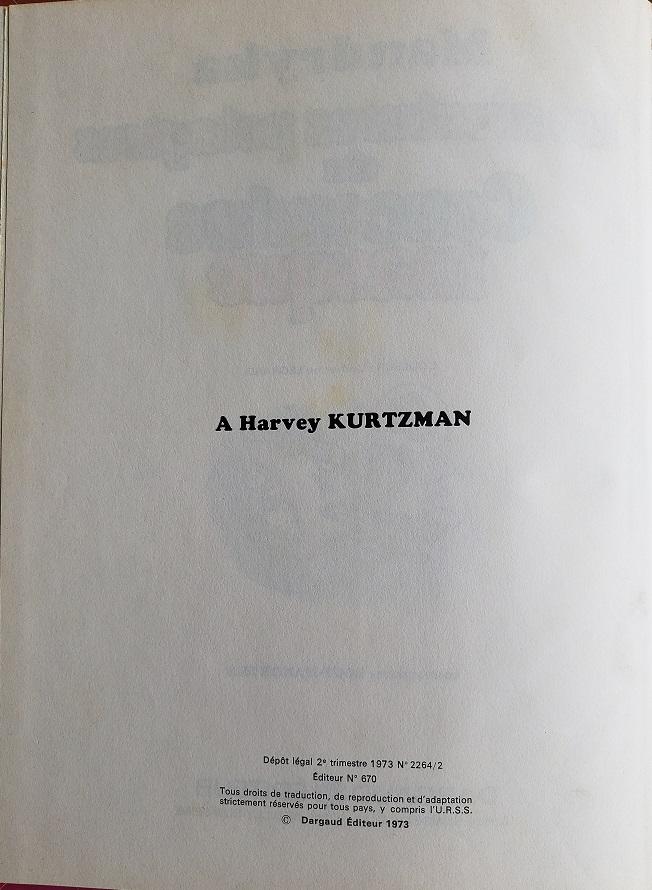 A Harvey KURTZMAN
Dépôt légal 2e trimestre 1973 N° 2264/2
Éditeur N° 670
Tous droits de traduction, de reproduction et d'adaptation
strictement réservés pour tous pays, y compris l'U.R.S.S.
© Dargaud Éditeur 1973